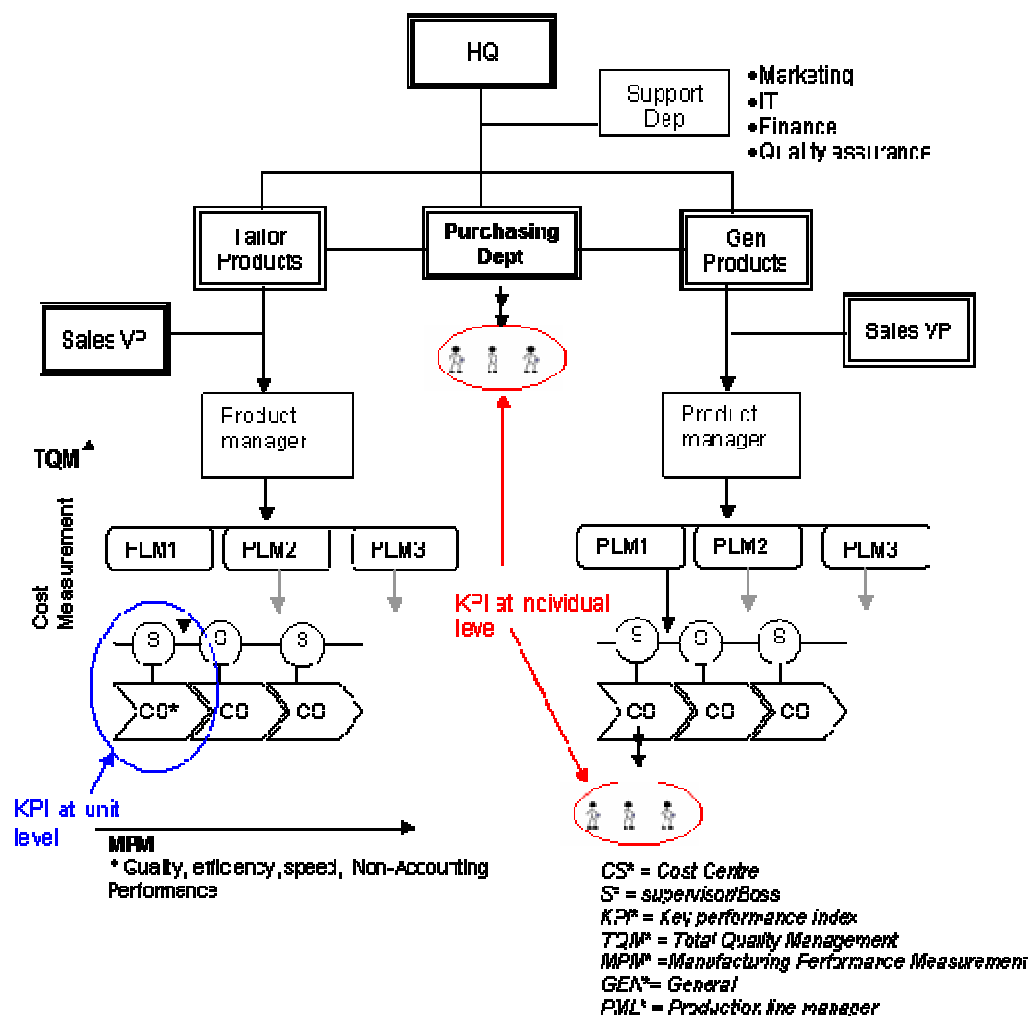 HQ
Support
Dep
•Marketing
•IT
•Finance
•Quality assurance
Tailor
Products
Purchasing
Dept
Gen
Products
Sales VP
Sales VP
Product
manager
Product
manager
TQM
Cost
Measurement
PLM1
PLM2
PLM3
PLM1
PLM2
PLM3
KPI at individual
level
S
S
S
S
CO*
CO
CO
CO
CO
CO
KPI at unit
level
MPM
* Quality, efficiency, speed, Non-Accounting
Performance
CS* = Cost Centre
S* = supervisor/Boss
KPI* = Key performance index
TQM* = Total Quality Management
MPM* =Manufacturing Performance Measurement
GEN*= General
PML* = Production line manager